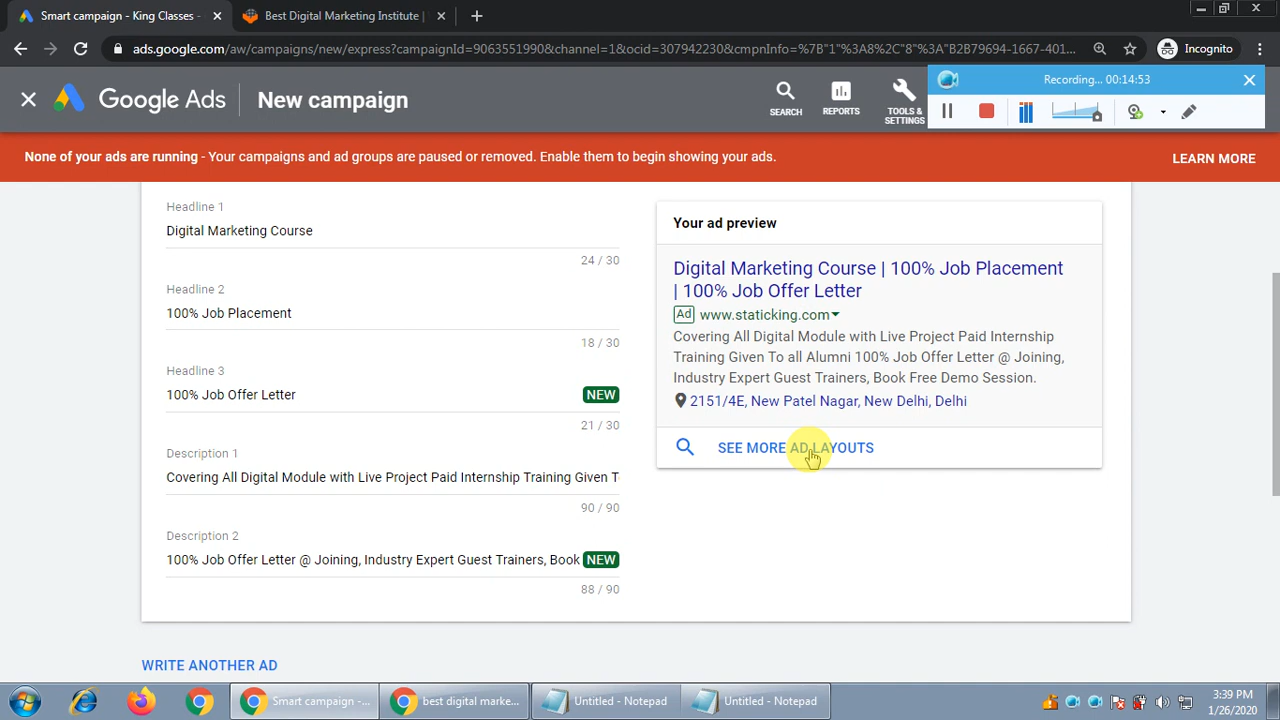 Smart campaign - King Classes -
Best Digital Marketing Institute |
ads.google.com/aw/campaigns/new/express?campaignId=9063551990&channel=1&ocid=307942230&cmpnInfo=%7B"1"%3A8%2C"8"%3A"B2B79694-1667-401...
Incognito
Recording... 00:14:53
Google Ads
New campaign
SEARCH
REPORTS
TOOLS &
SETTINGS
None of your ads are running - Your campaigns and ad groups are paused or removed. Enable them to begin showing your ads.
LEARN MORE
Headline 1
Digital Marketing Course
24 / 30
Headline 2
100% Job Placement
18 / 30
Headline 3
100% Job Offer Letter
NEW
21 / 30
Description 1
Covering All Digital Module with Live Project Paid Internship Training Given T
90 / 90
Description 2
100% Job Offer Letter @ Joining, Industry Expert Guest Trainers, Book
NEW
88 / 90
Your ad preview
Digital Marketing Course | 100% Job Placement
| 100% Job Offer Letter
Ad www.staticking.com
Covering All Digital Module with Live Project Paid Internship
Training Given To all Alumni 100% Job Offer Letter @ Joining,
Industry Expert Guest Trainers, Book Free Demo Session.
2151/4E, New Patel Nagar, New Delhi, Delhi
SEE MORE AD LAYOUTS
WRITE ANOTHER AD
Smart campaign -...
best digital marke...
Untitled - Notepad
Untitled - Notepad
3:39 PM
1/26/2020